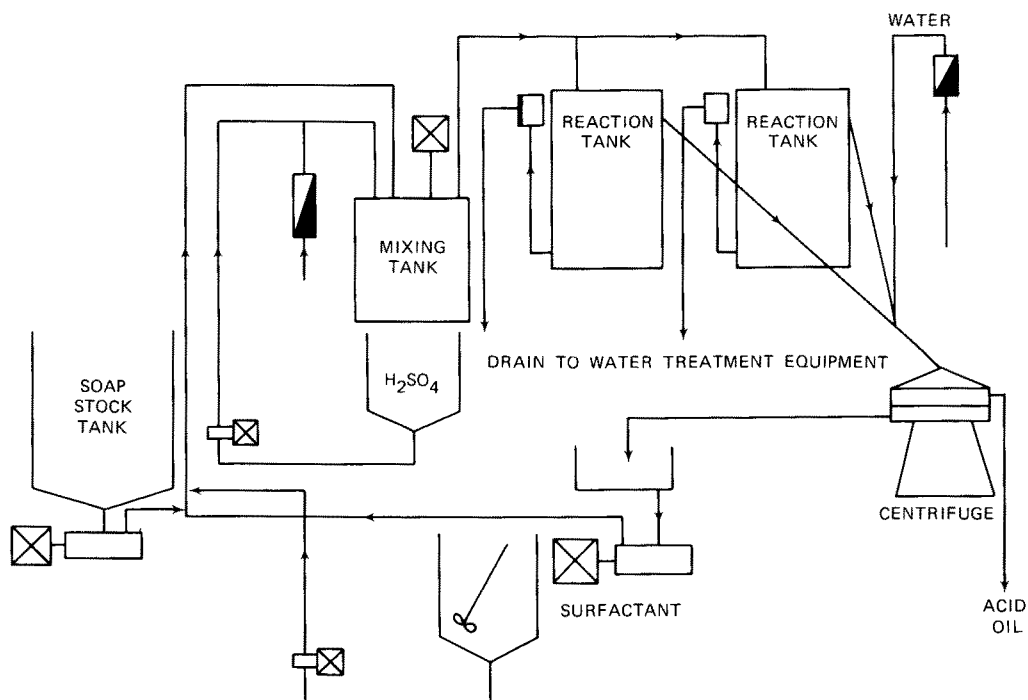 WATER
REACTION
TANK
REACTION
TANK
MIXING
TANK
DRAIN TO WATER TREATMENT EQUIPMENT
H₂SO₄
SOAP
STOCK
TANK
CENTRIFUGE
SURFACTANT
ACID
OIL